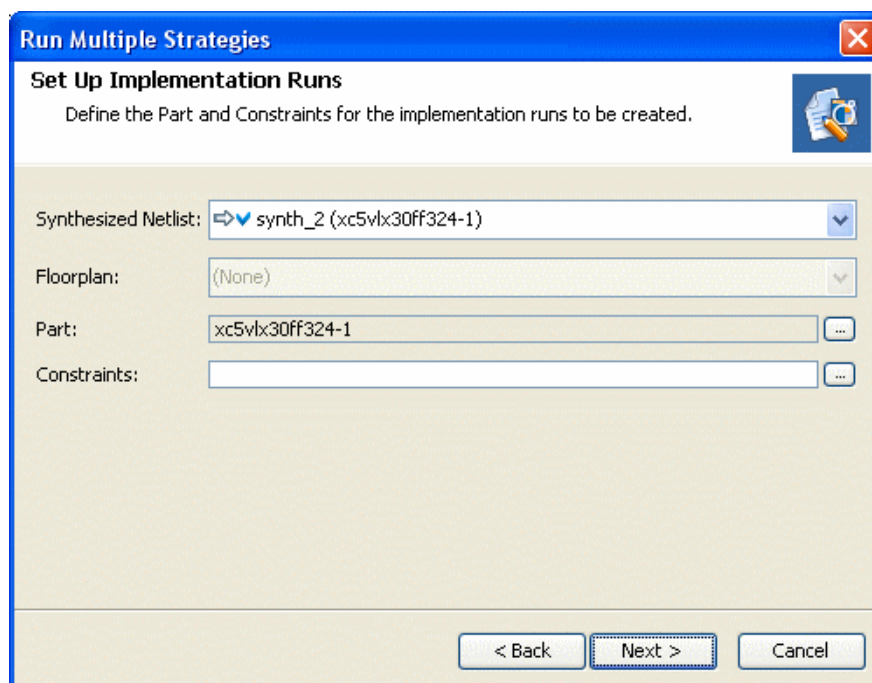 Run Multiple Strategies
Set Up Implementation Runs
Define the Part and Constraints for the implementation runs to be created.
Synthesized Netlist: synth_2 (xc5vlx30ff324-1)
Floorplan: (None)
Part: xc5vlx30ff324-1 ...
Constraints: ...
< Back Next > Cancel